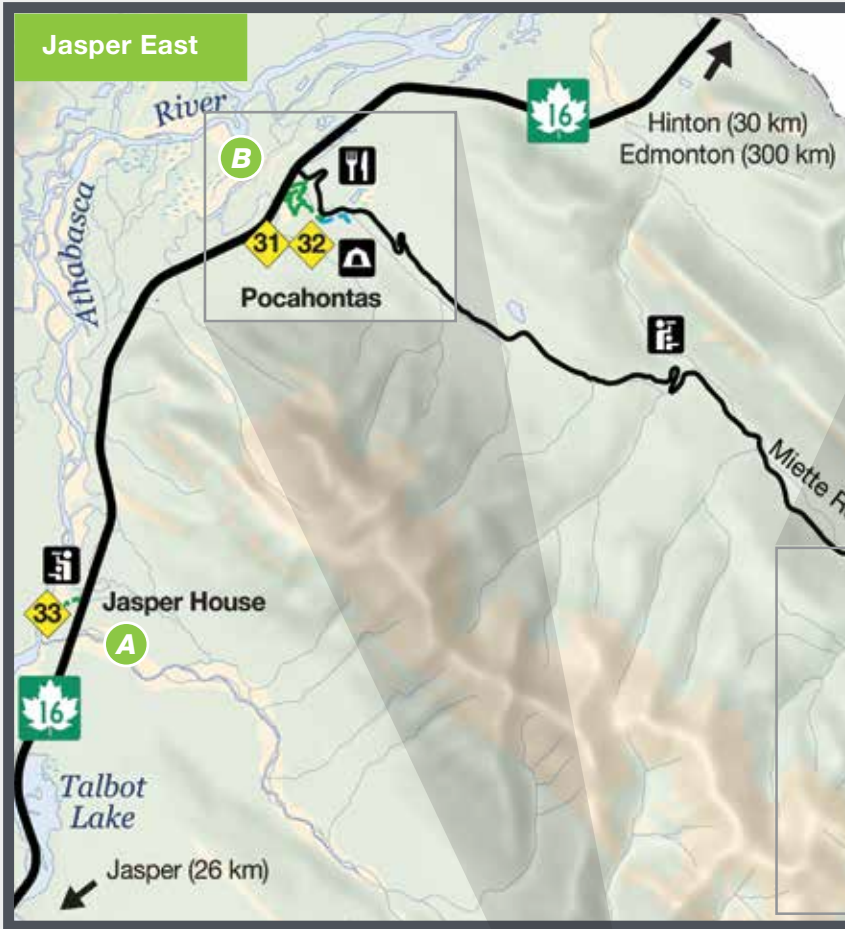 Jasper East
River
16
Hinton (30 km)
Edmonton (300 km)
B
Athabasca
31
32
Pocahontas
Miette R
33
Jasper House
A
16
Talbot
Lake
Jasper (26 km)